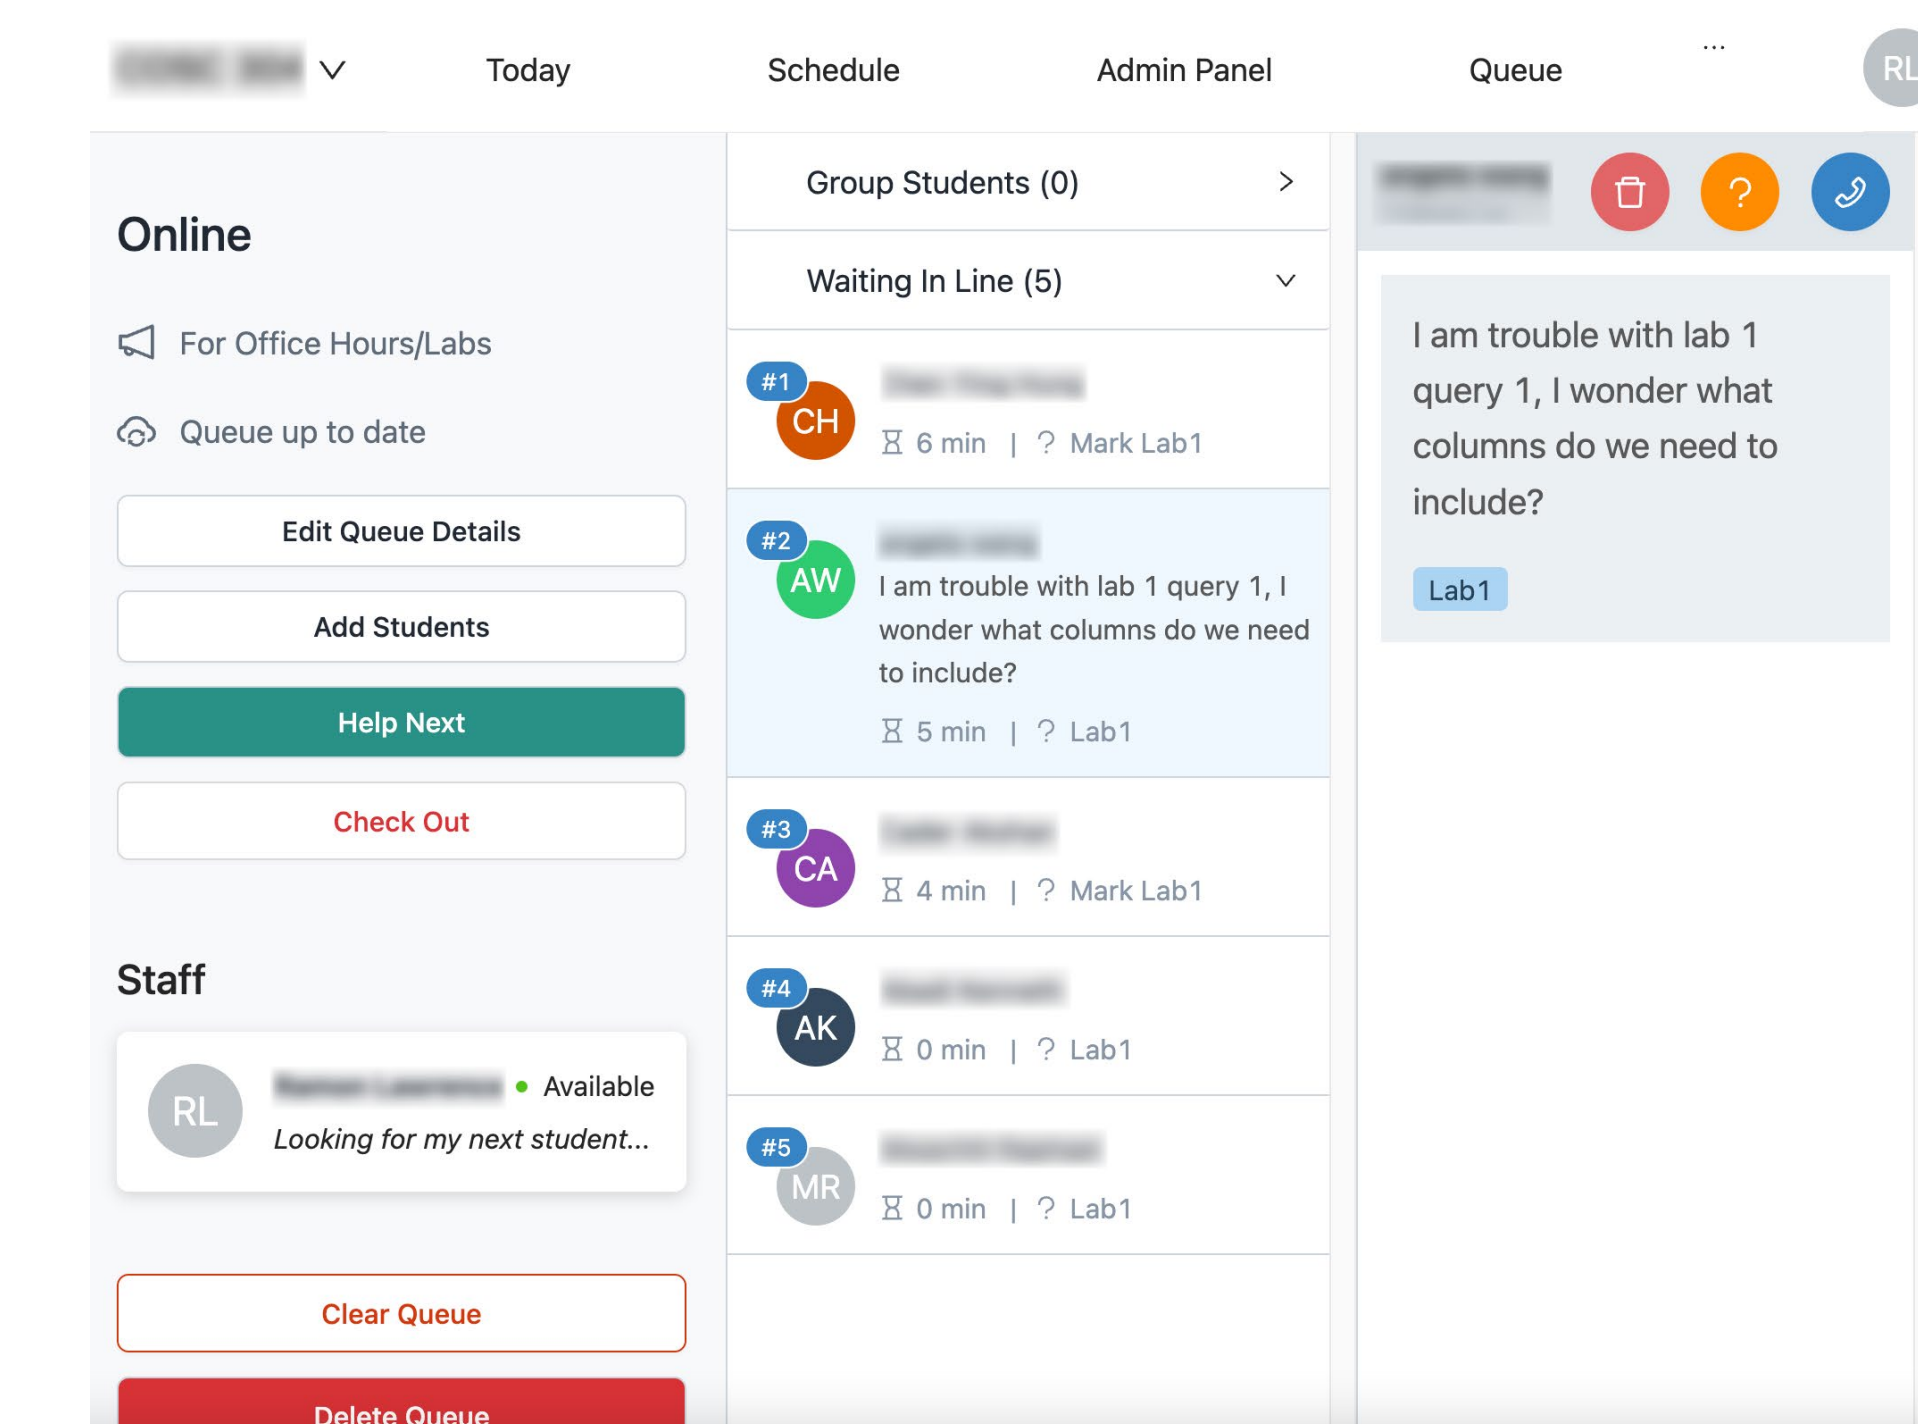 Today
Schedule
Admin Panel
Queue
...
RL
Online
For Office Hours/Labs
Queue up to date
Edit Queue Details
Add Students
Help Next
Check Out
Staff
RL
Available
Looking for my next student...
Clear Queue
Delete Queue
Group Students (0)
Waiting In Line (5)
#1
CH
6 min | ? Mark Lab1
#2
AW
I am trouble with lab 1 query 1, I
wonder what columns do we need
to include?
5 min | ? Lab1
#3
CA
4 min | ? Mark Lab1
#4
AK
0 min | ? Lab1
#5
MR
0 min | ? Lab1
?
I am trouble with lab 1
query 1, I wonder what
columns do we need to
include?
Lab1